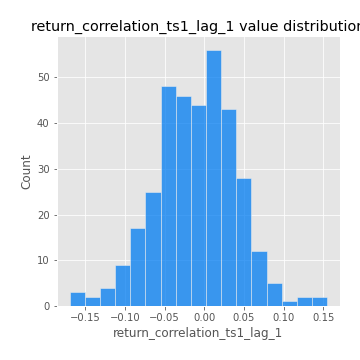 return_correlation_ts1_lag_1 value distribution
50
40
30
20
10
0
Count
−0.15 −0.10 −0.05 0.00 0.05 0.10 0.15
return_correlation_ts1_lag_1